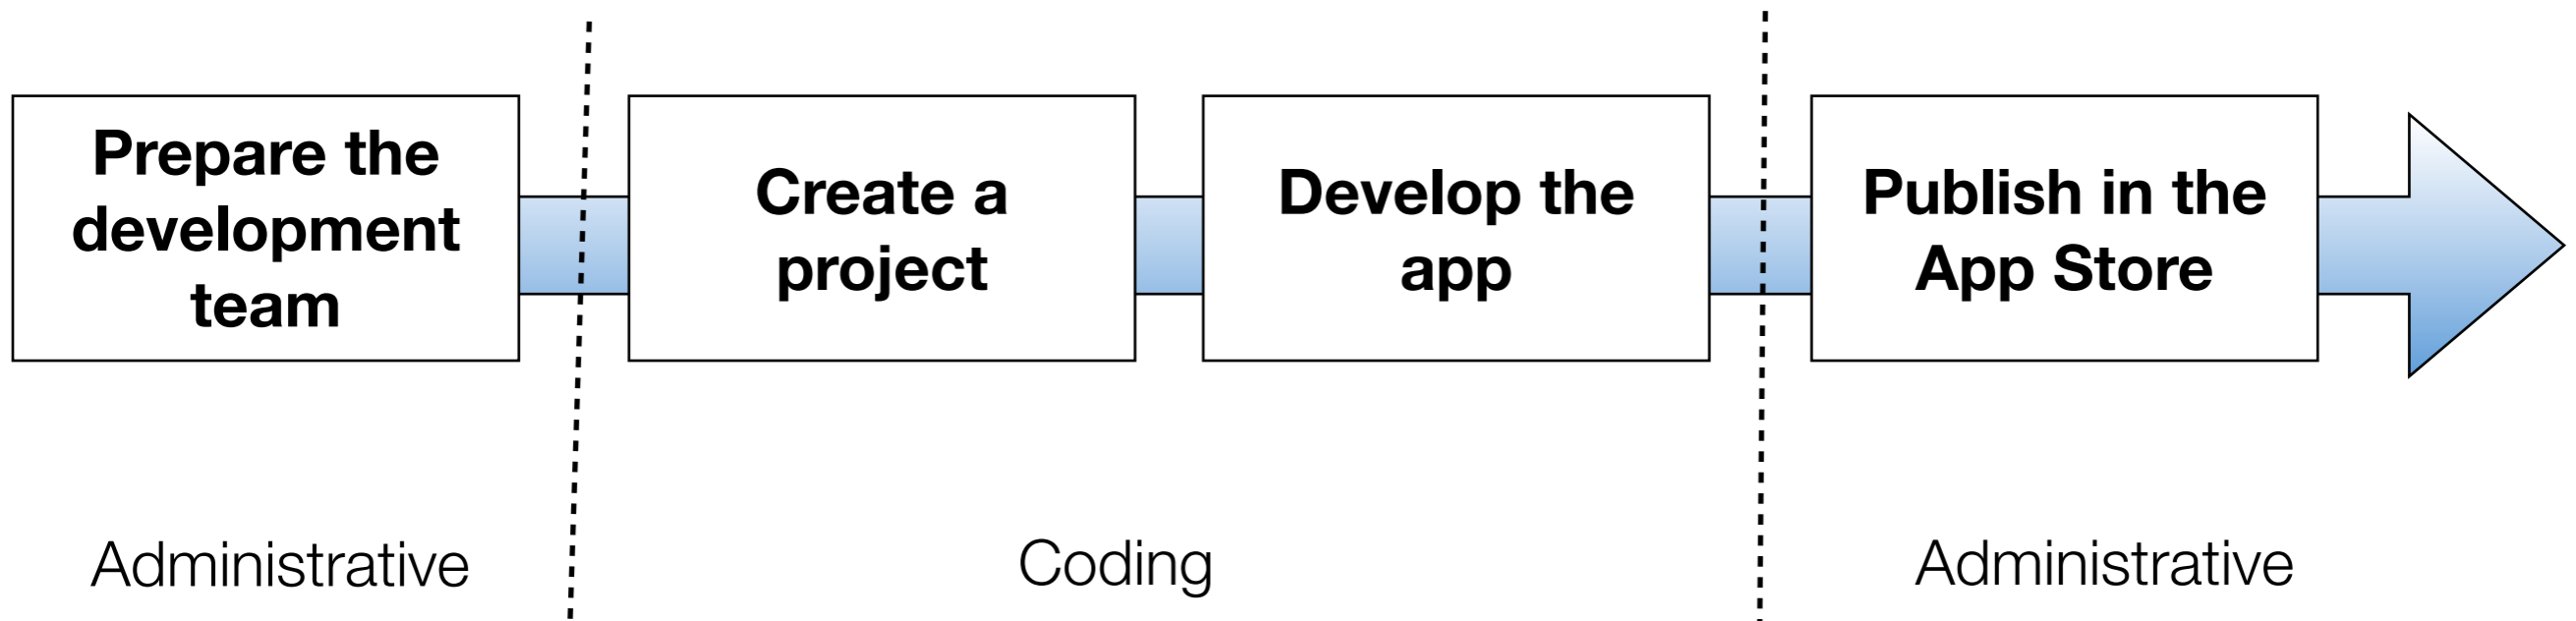 Prepare the
development
team
Create a
project
Develop the
app
Publish in the
App Store
Administrative
Coding
Administrative